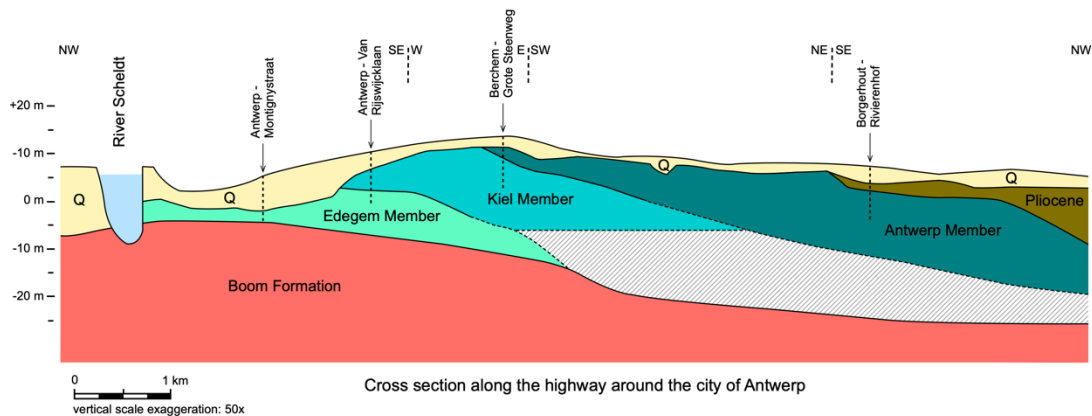 NW
River Scheldt
Antwerp -
Montignystraat
Antwerp - Van
Rijswijcklaan
SE
W
Berchem -
Grote Steenweg
E
SW
NE
SE
Borgerhout -
Rivierenhof
NW
+20 m
-10 m
0 m
-10 m
-20 m
Q
Q
Q
Q
Edegem Member
Kiel Member
Antwerp Member
Pliocene
Boom Formation
0
1 km
vertical scale exaggeration: 50x
Cross section along the highway around the city of Antwerp